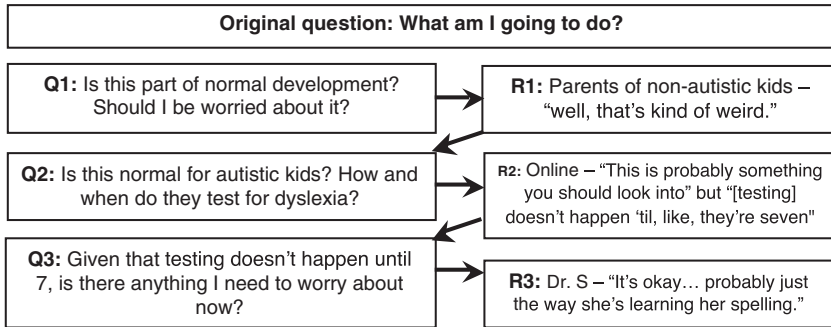 Original question: What am I going to do?
Q1: Is this part of normal development?
Should I be worried about it?
R1: Parents of non-autistic kids –
“well, that’s kind of weird.”
Q2: Is this normal for autistic kids? How and
when do they test for dyslexia?
R2: Online – “This is probably something
you should look into” but “[testing]
doesn’t happen ‘til, like, they’re seven"
Q3: Given that testing doesn’t happen until
7, is there anything I need to worry about
now?
R3: Dr. S – “It’s okay… probably just
the way she’s learning her spelling.”